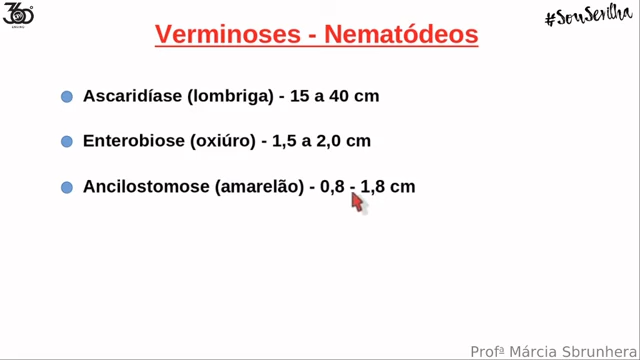 360°
#SouSerilha
Verminoses - Nematódeos
Ascaridíase (lombriga) - 15 a 40 cm
Enterobiose (oxiúro) - 1,5 a 2,0 cm
Ancilostomose (amarelão) - 0,8 - 1,8 cm
Profª Márcia Sbrunhera